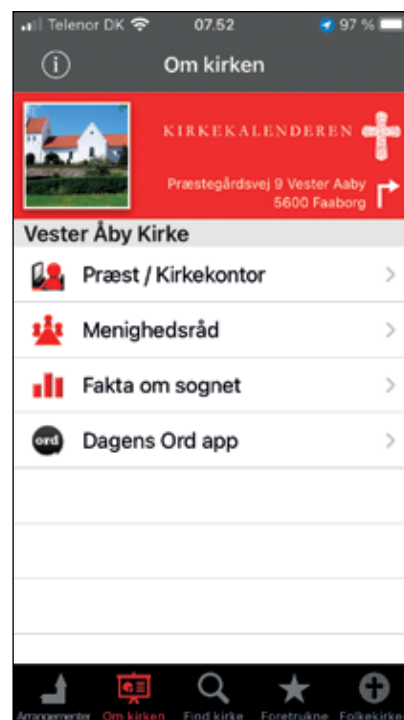 Telenor DK 07.52 97 %
Om kirken
KIRKEKALENDEREN
Præstegårdsvej 9 Vester Aaby
5600 Faaborg
Vester Åby Kirke
Præst / Kirkekontor
Menighedsråd
Fakta om sognet
ord Dagens Ord app
Arrangementer Om kirken Find kirke Foretrukne Folkekirke